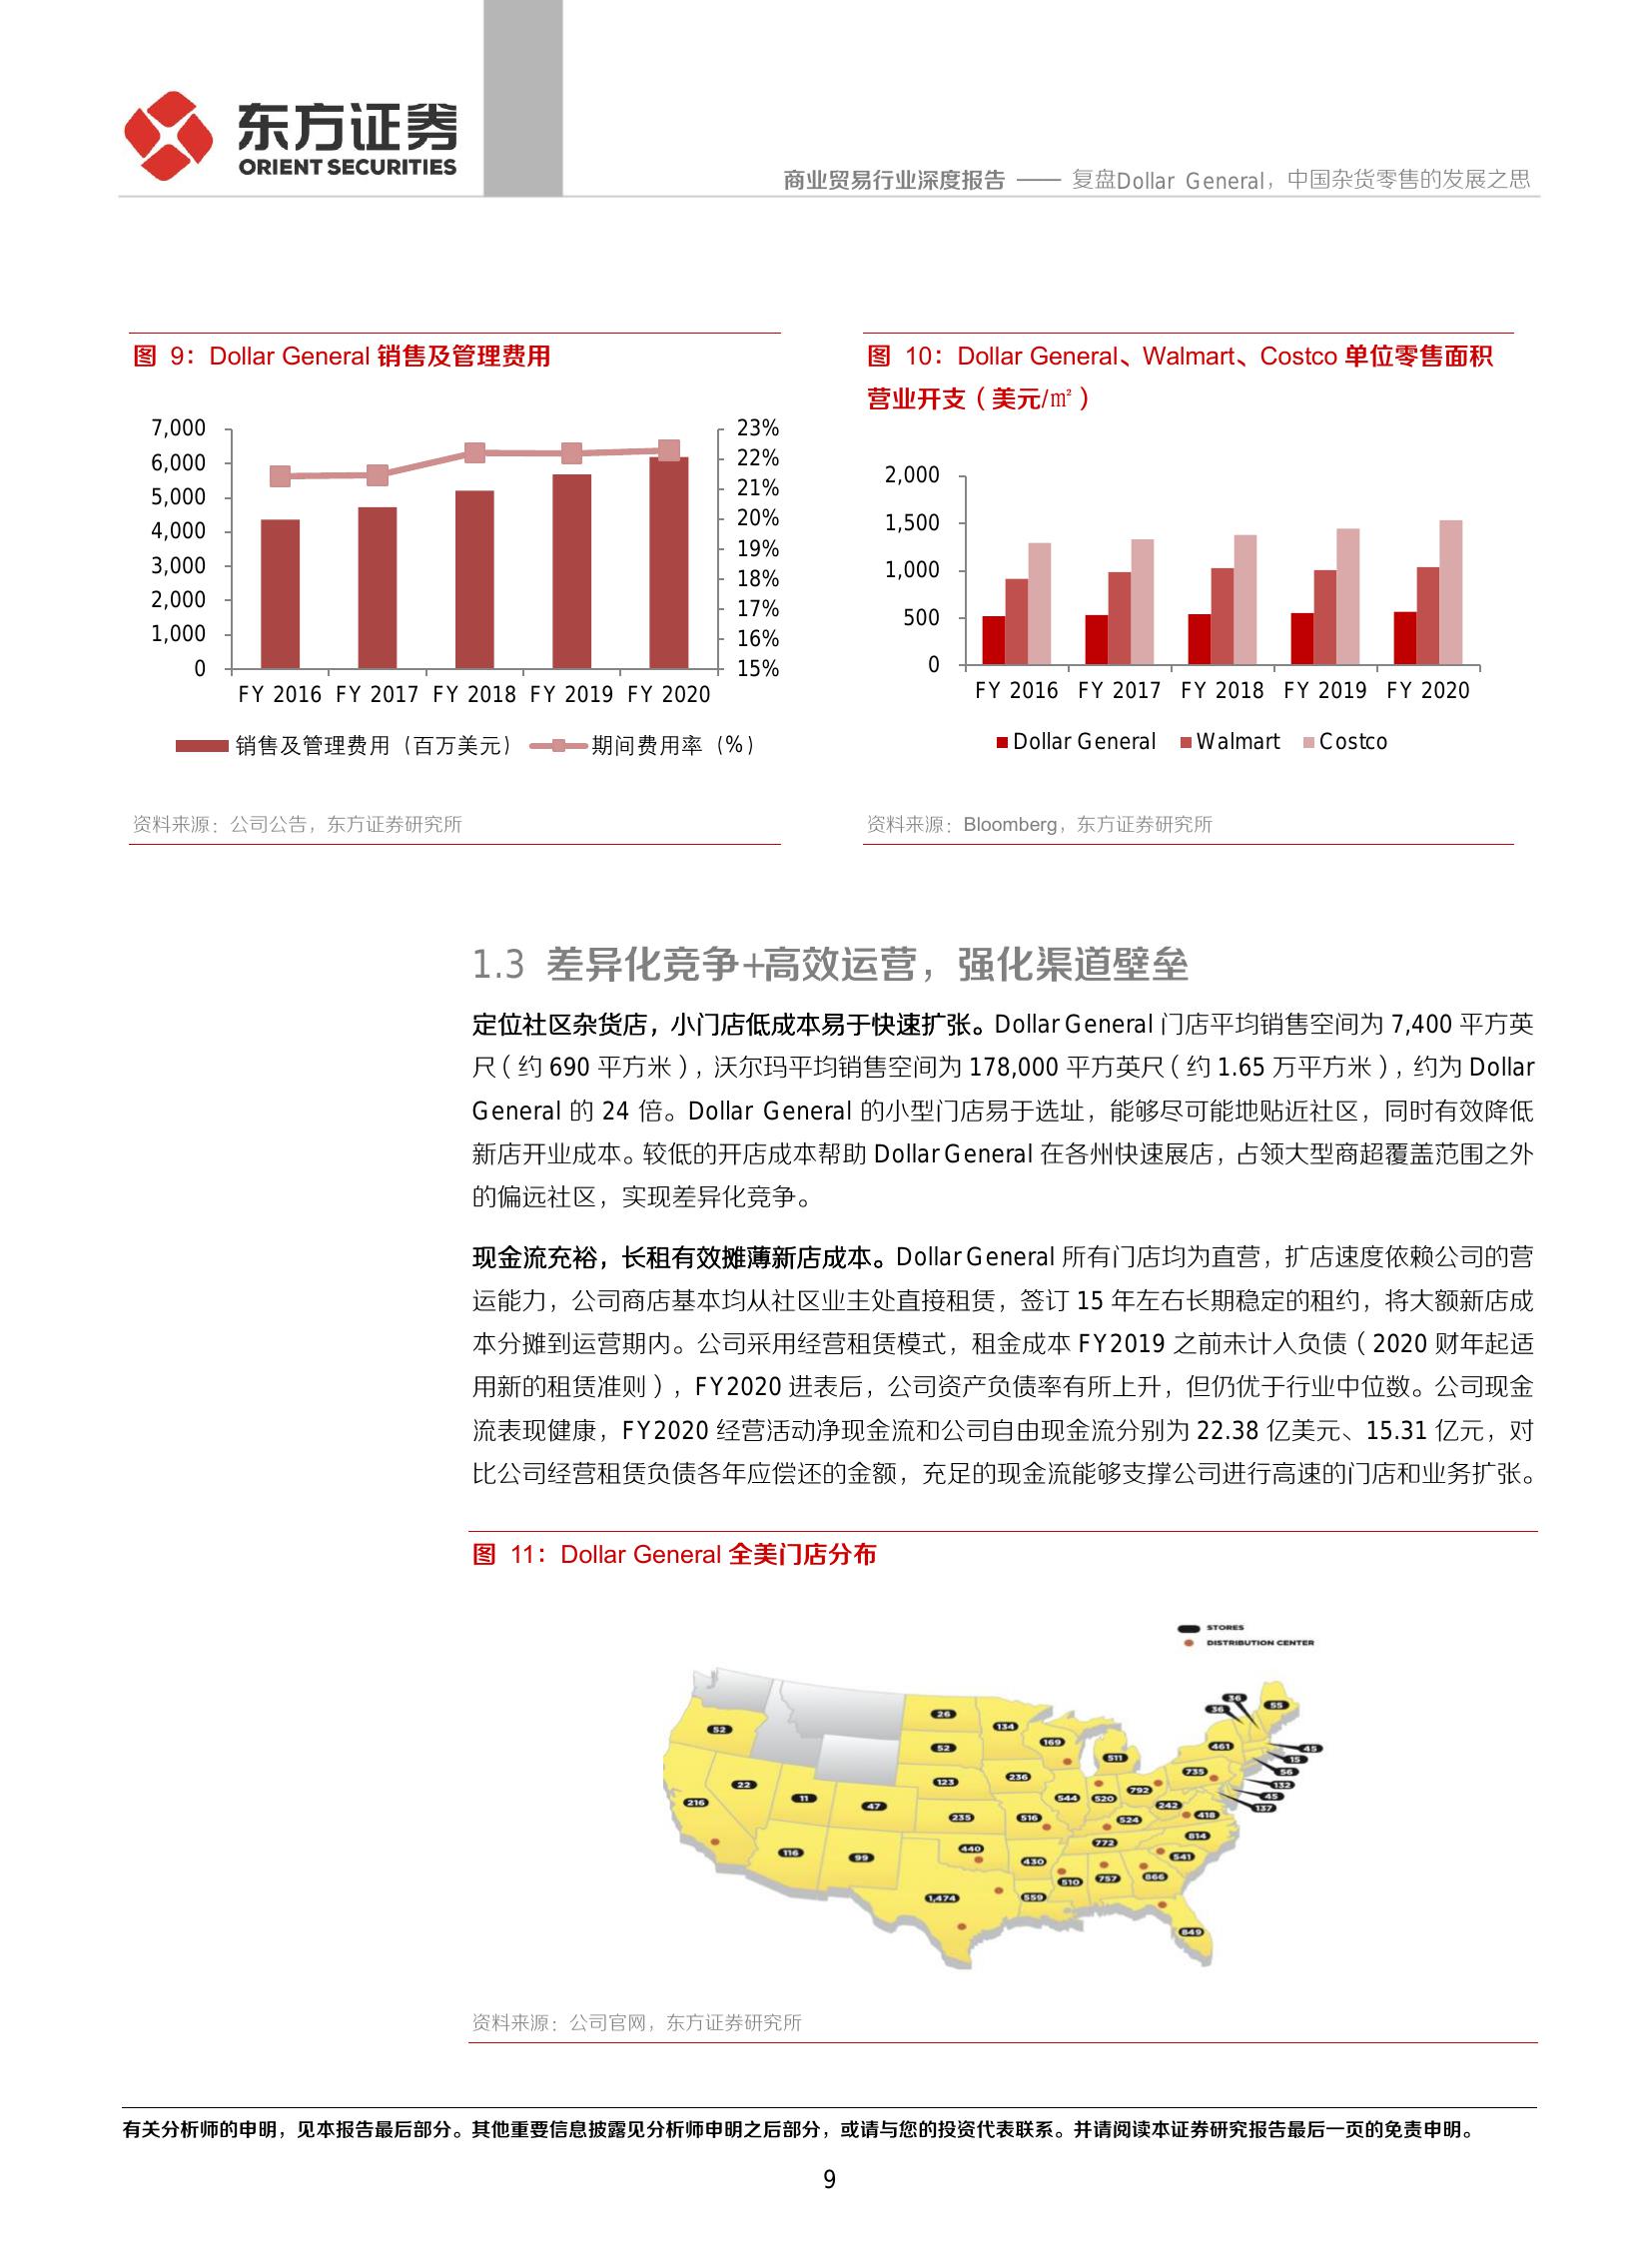 东方证券
ORIENT SECURITIES
商业贸易行业深度报告 —— 复盘Dollar General，中国杂货零售的发展之思
图 9：Dollar General 销售及管理费用
7,000
6,000
5,000
4,000
3,000
2,000
1,000
0
23%
22%
21%
20%
19%
18%
17%
16%
15%
FY 2016 FY 2017 FY 2018 FY 2019 FY 2020
销售及管理费用（百万美元） 期间费用率（%）
资料来源：公司公告，东方证券研究所
图 10：Dollar General、Walmart、Costco 单位零售面积
营业开支（美元/㎡）
2,000
1,500
1,000
500
0
FY 2016 FY 2017 FY 2018 FY 2019 FY 2020
Dollar General Walmart Costco
资料来源：Bloomberg，东方证券研究所
1.3 差异化竞争+高效运营，强化渠道壁垒
定位社区杂货店，小门店低成本易于快速扩张。Dollar General 门店平均销售空间为 7,400 平方英
尺（约 690 平方米），沃尔玛平均销售空间为 178,000 平方英尺（约 1.65 万平方米），约为 Dollar
General 的 24 倍。Dollar General 的小型门店易于选址，能够尽可能地贴近社区，同时有效降低
新店开业成本。较低的开店成本帮助 Dollar General 在各州快速展店，占领大型商超覆盖范围之外
的偏远社区，实现差异化竞争。
现金流充裕，长租有效摊薄新店成本。Dollar General 所有门店均为直营，扩店速度依赖公司的营
运能力，公司商店基本均从社区业主处直接租赁，签订 15 年左右长期稳定的租约，将大额新店成
本分摊到运营期内。公司采用经营租赁模式，租金成本 FY2019 之前未计入负债（2020 财年起适
用新的租赁准则），FY2020 进表后，公司资产负债率有所上升，但仍优于行业中位数。公司现金
流表现健康，FY2020 经营活动净现金流和公司自由现金流分别为 22.38 亿美元、15.31 亿元，对
比公司经营租赁负债各年应偿还的金额，充足的现金流能够支撑公司进行高速的门店和业务扩张。
图 11：Dollar General 全美门店分布
STORES
DISTRIBUTION CENTER
36
36
55
52
26
134
461
169
52
45
511
15
735
56
236
123
22
132
792
11
544
520
45
216
47
242
137
235
516
524
418
814
772
440
116
99
541
430
510
757
866
1,474
559
849
资料来源：公司官网，东方证券研究所
有关分析师的申明，见本报告最后部分。其他重要信息披露见分析师申明之后部分，或请与您的投资代表联系。并请阅读本证券研究报告最后一页的免责申明。
9